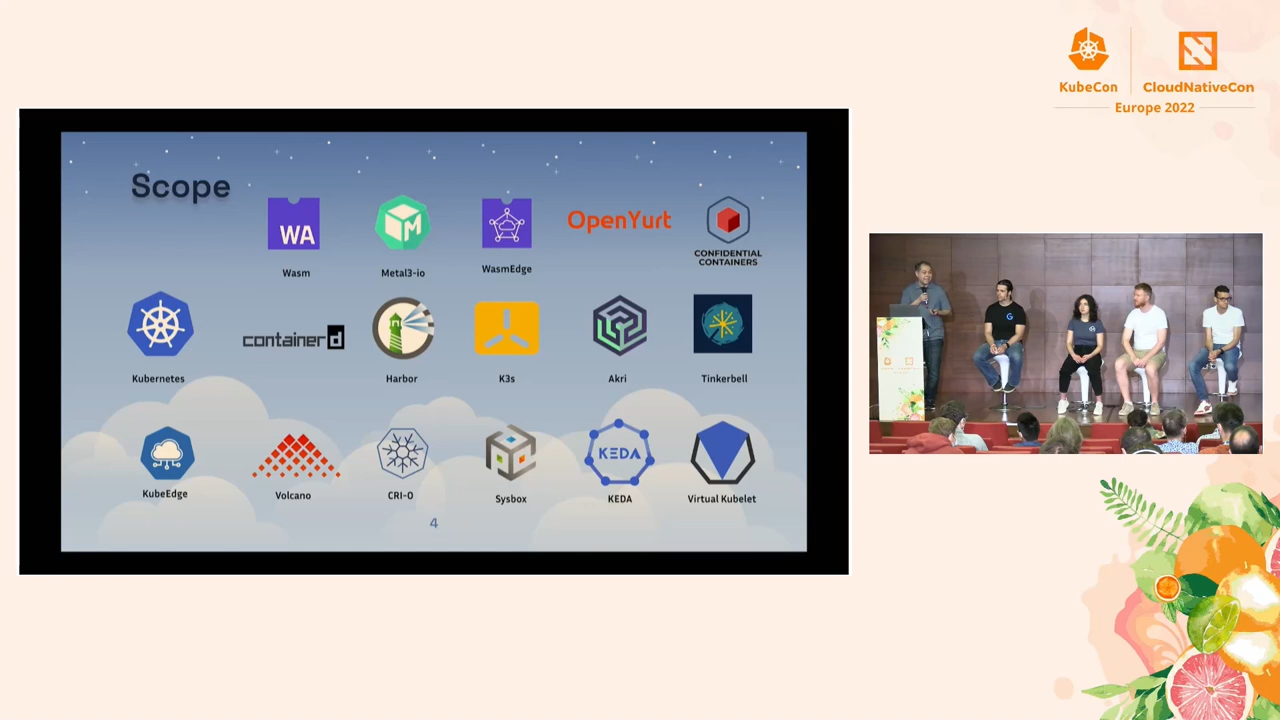 KubeCon
CloudNativeCon
Europe 2022
Scope
WA
Wasm
M
Metal3-io
WasmEdge
OpenYurt
CONFIDENTIAL
CONTAINERS
Kubernetes
containerd
Harbor
K3s
Akri
Tinkerbell
KubeEdge
Volcano
CRI-O
Sysbox
KEDA
KEDA
Virtual Kubelet
4